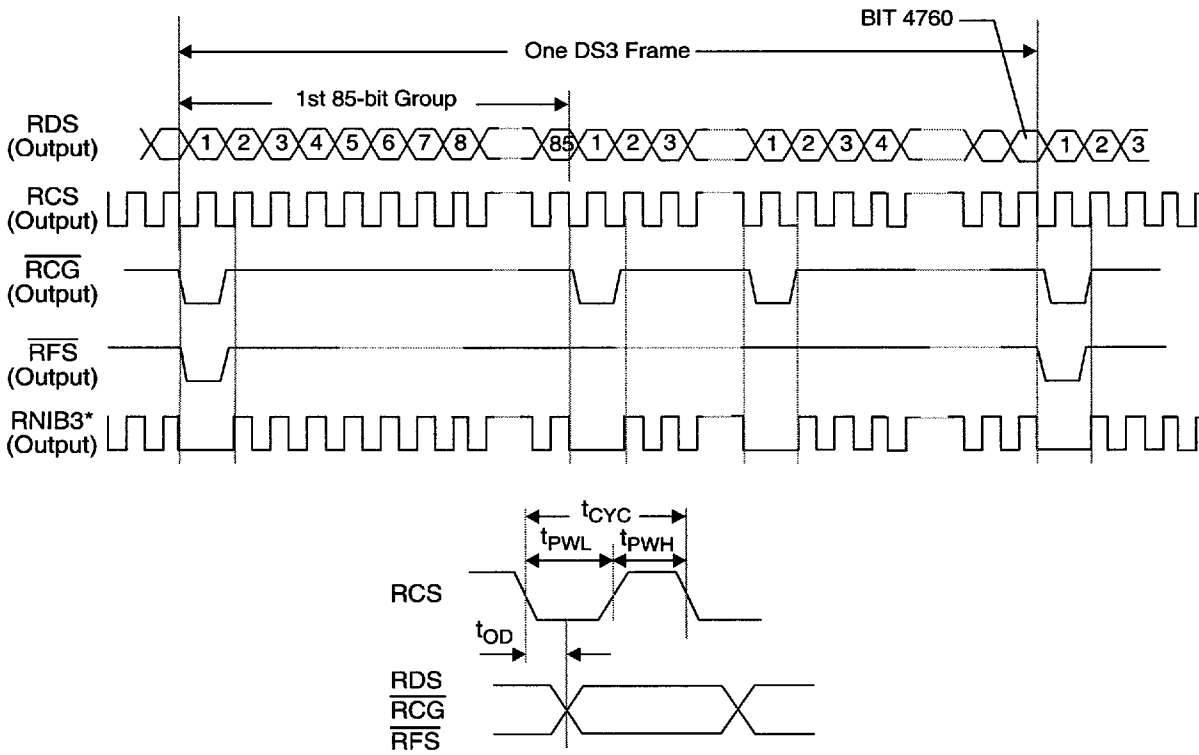 BIT 4760
One DS3 Frame
1st 85-bit Group
RDS
(Output)
1 2 3 4 5 6 7 8 85 1 2 3 1 2 3 4 1 2 3
RCS
(Output)
RCG
(Output)
RFS
(Output)
RNIB3*
(Output)
tCYC
tPWL tPWH
RCS
tOD
RDS
RCG
RFS